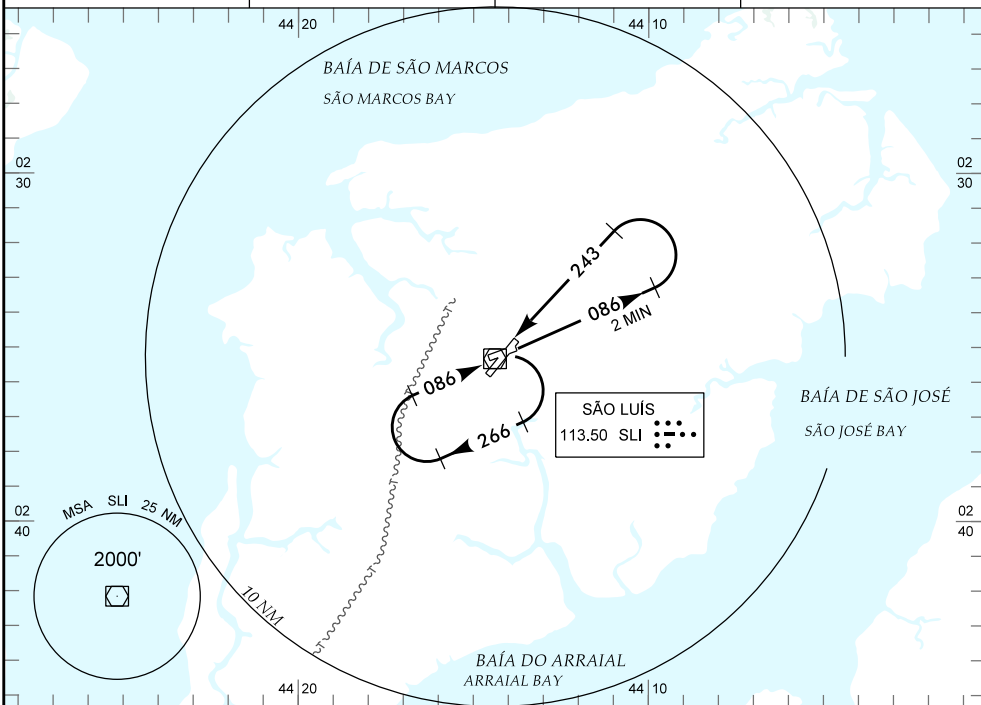 44 20
44 10
BAÍA DE SÃO MARCOS
SÃO MARCOS BAY
02
30
02
30
243
086
2 MIN
086
266
SÃO LUÍS
113.50 SLI
BAÍA DE SÃO JOSÉ
SÃO JOSÉ BAY
MSA SLI 25 NM
2000'
02
40
02
40
10 NM
T
T
T
T
BAÍA DO ARRAIAL
ARRAIAL BAY
44 20
44 10